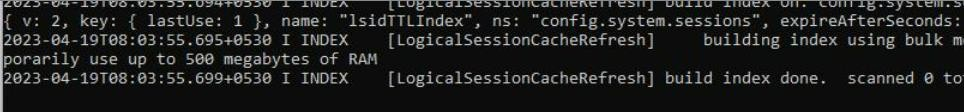 2023-04-19T08:03:55.694+0530 I INDEX    [LogicalSessionCacheRefresh] build index on: config.system.s
{ v: 2, key: { lastUse: 1 }, name: "lsidTTLIndex", ns: "config.system.sessions", expireAfterSeconds:
2023-04-19T08:03:55.695+0530 I INDEX    [LogicalSessionCacheRefresh]     building index using bulk m
porarily use up to 500 megabytes of RAM
2023-04-19T08:03:55.699+0530 I INDEX    [LogicalSessionCacheRefresh] build index done.  scanned 0 to